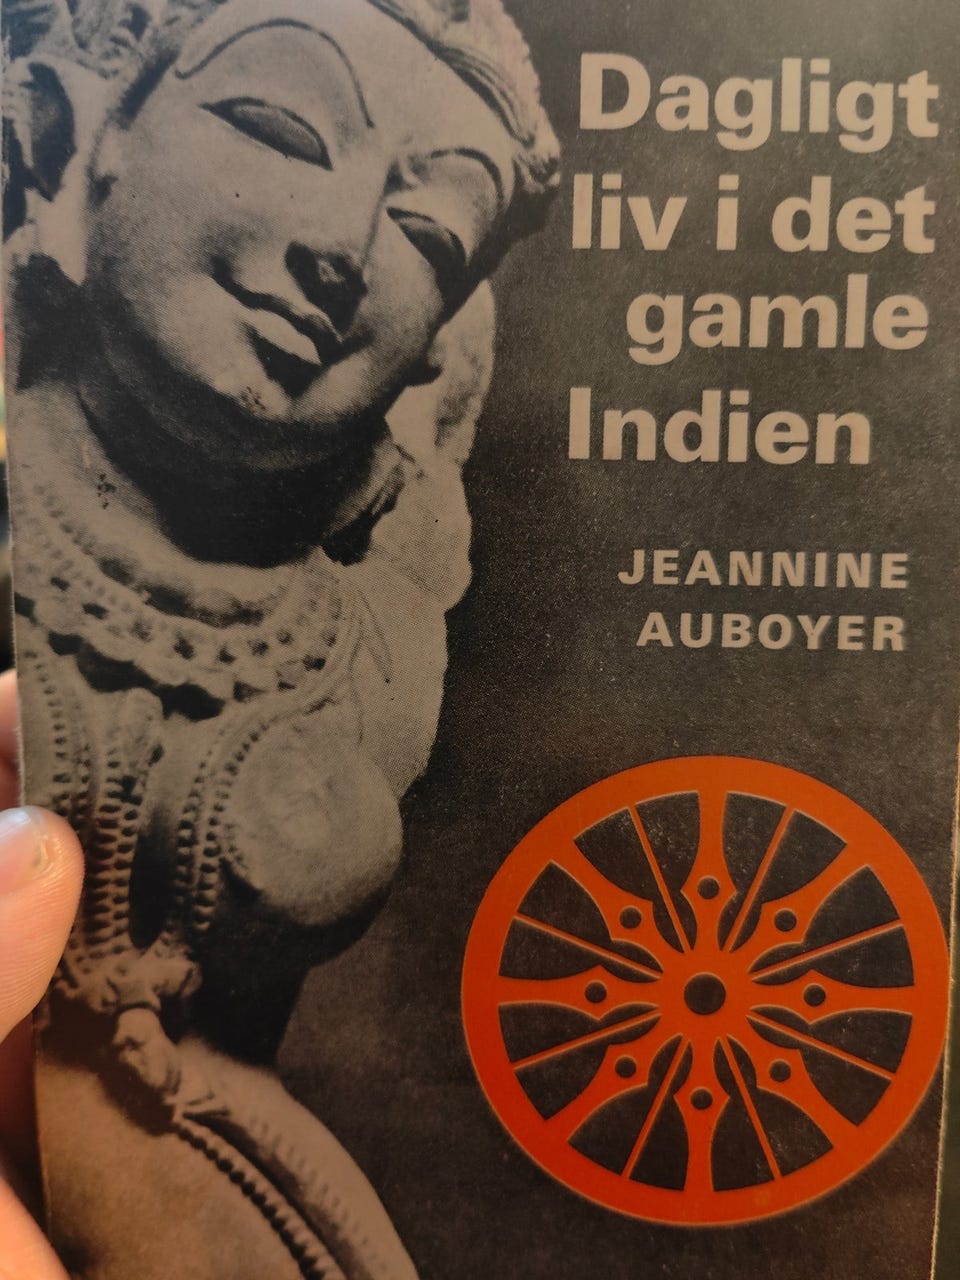 Dagligt
liv i det
gamle
Indien
JEANNINE
AUBOYER